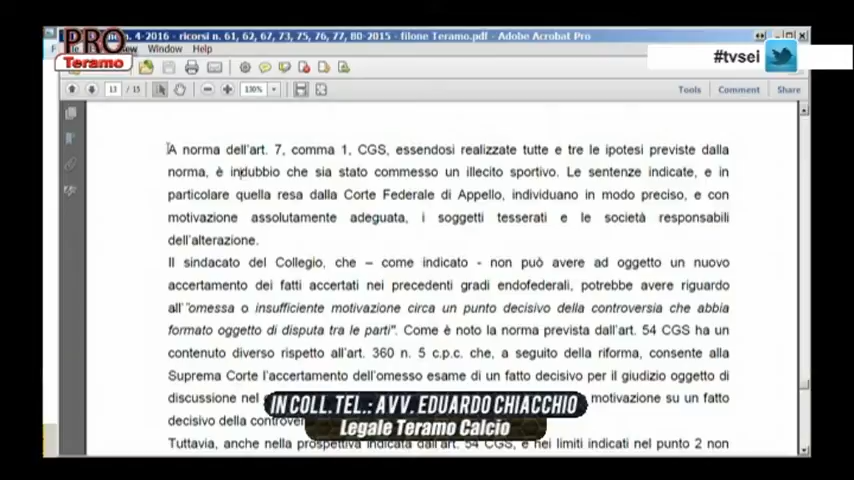 PRO
Teramo
n. 4-2016 - ricorsi n. 61, 62, 67, 73, 75, 76, 77, 80-2015 - filone Teramo.pdf - Adobe Acrobat Pro
Window Help
#tvsei
13 / 15 130% Tools Comment Share
A norma dell'art. 7, comma 1, CGS, essendosi realizzate tutte e tre le ipotesi previste dalla
norma, è indubbio che sia stato commesso un illecito sportivo. Le sentenze indicate, e in
particolare quella resa dalla Corte Federale di Appello, individuano in modo preciso, e con
motivazione assolutamente adeguata, i soggetti tesserati e le società responsabili
dell'alterazione.
Il sindacato del Collegio, che – come indicato - non può avere ad oggetto un nuovo
accertamento dei fatti accertati nei precedenti gradi endofederali, potrebbe avere riguardo
all'"omessa o insufficiente motivazione circa un punto decisivo della controversia che abbia
formato oggetto di disputa tra le parti". Come è noto la norma prevista dall'art. 54 CGS ha un
contenuto diverso rispetto all'art. 360 n. 5 c.p.c. che, a seguito della riforma, consente alla
Suprema Corte l'accertamento dell'omesso esame di un fatto decisivo per il giudizio oggetto di
discussione nel motivazione su un fatto
decisivo della
Tuttavia, anche nella prospettiva indicata dall'art. 54 CGS, e nei limiti indicati nel punto 2 non
IN COLL.TEL.: AVV. EDUARDO CHIACCHIO
Legale Teramo Calcio